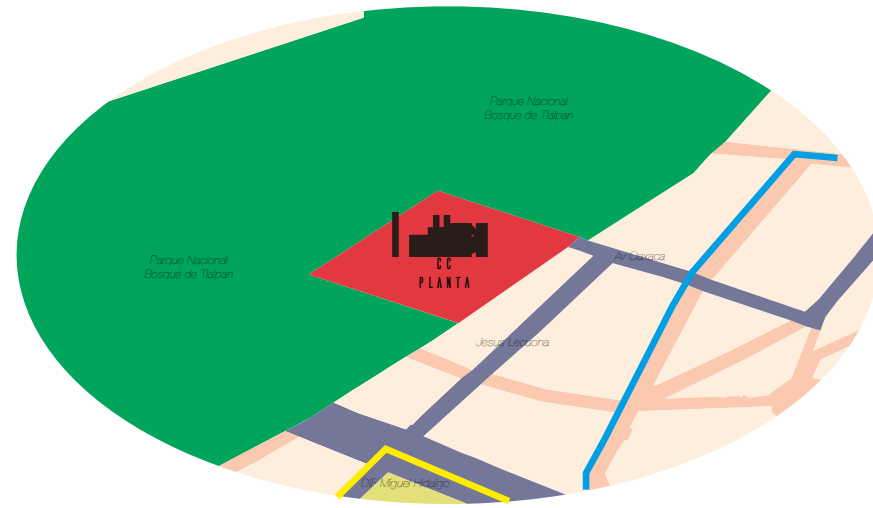 Parque Nacional
Bosque de Tlalpan
Parque Nacional
Bosque de Tlalpan
CC
PLANTA
Av Oaxaca
Jesus Lecuona
DIF Miguel Hidalgo